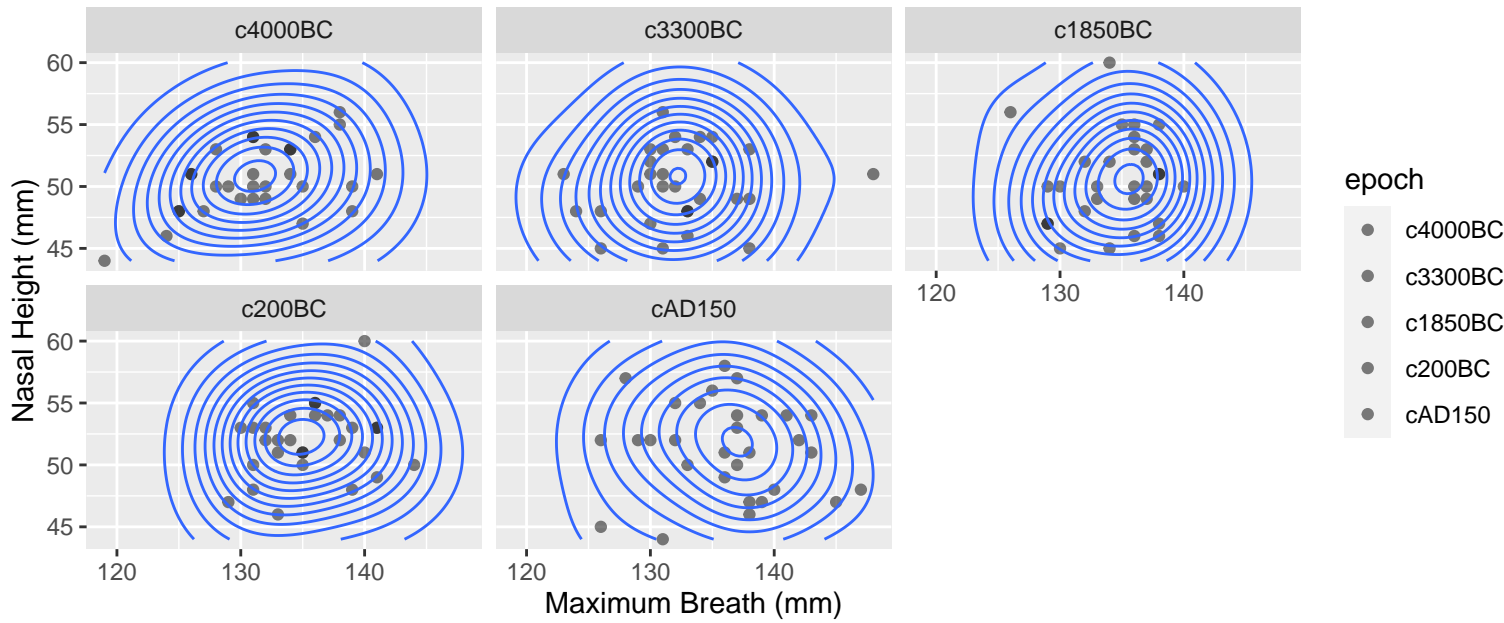 c4000BC
c3300BC
c1850BC
60
55
50
45
120
130
140
c200BC
cAD150
60
55
50
45
120
130
140
120
130
140
Nasal Height (mm)
Maximum Breath (mm)
epoch
c4000BC
c3300BC
c1850BC
c200BC
cAD150